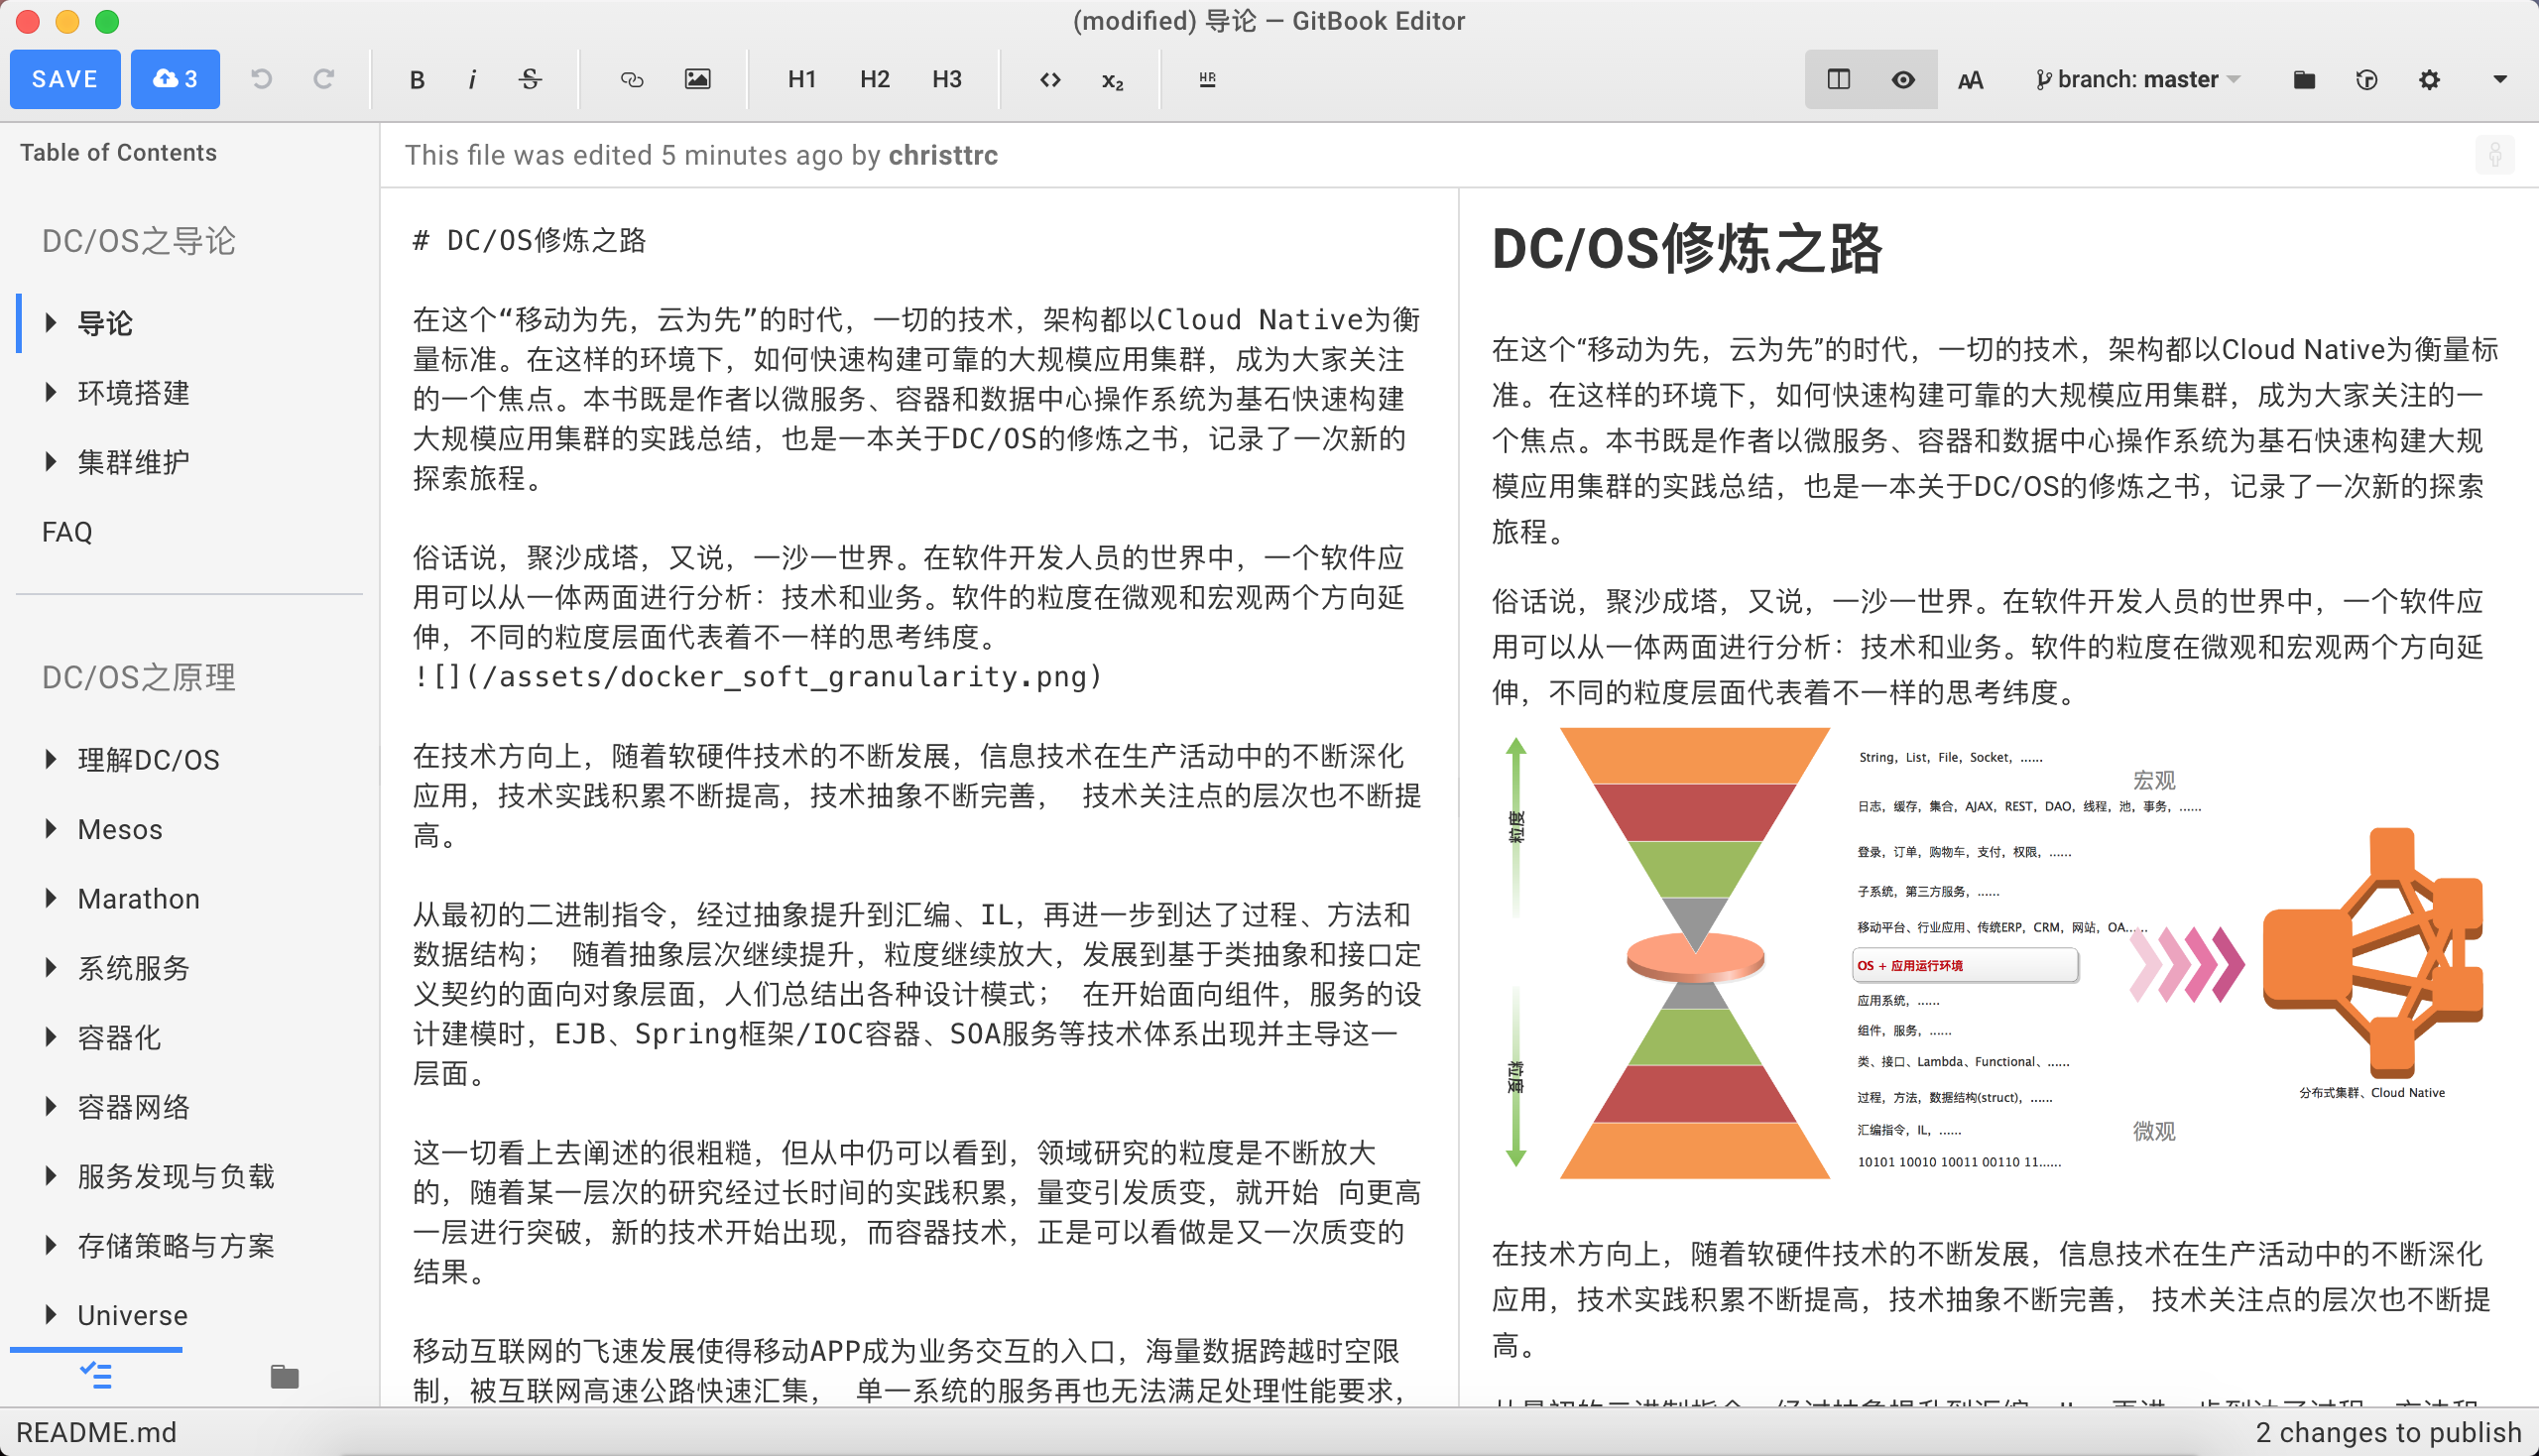 (modified) 导论 — GitBook Editor
SAVE
3
B
i
S
H1
H2
H3
x₂
HR
AA
branch: master
Table of Contents
DC/OS之导论
导论
环境搭建
集群维护
FAQ
DC/OS之原理
理解DC/OS
Mesos
Marathon
系统服务
容器化
容器网络
服务发现与负载
存储策略与方案
Universe
This file was edited 5 minutes ago by christtrc
# DC/OS修炼之路
在这个“移动为先，云为先”的时代，一切的技术，架构都以Cloud Native为衡
量标准。在这样的环境下，如何快速构建可靠的大规模应用集群，成为大家关注
的一个焦点。本书既是作者以微服务、容器和数据中心操作系统为基石快速构建
大规模应用集群的实践总结，也是一本关于DC/OS的修炼之书，记录了一次新的
探索旅程。
俗话说，聚沙成塔，又说，一沙一世界。在软件开发人员的世界中，一个软件应
用可以从一体两面进行分析：技术和业务。软件的粒度在微观和宏观两个方向延
伸，不同的粒度层面代表着不一样的思考纬度。
![](/assets/docker_soft_granularity.png)
在技术方向上，随着软硬件技术的不断发展，信息技术在生产活动中的不断深化
应用，技术实践积累不断提高，技术抽象不断完善， 技术关注点的层次也不断提
高。
从最初的二进制指令，经过抽象提升到汇编、IL，再进一步到达了过程、方法和
数据结构； 随着抽象层次继续提升，粒度继续放大，发展到基于类抽象和接口定
义契约的面向对象层面，人们总结出各种设计模式； 在开始面向组件，服务的设
计建模时，EJB、Spring框架/IOC容器、SOA服务等技术体系出现并主导这一
层面。
这一切看上去阐述的很粗糙，但从中仍可以看到，领域研究的粒度是不断放大
的，随着某一层次的研究经过长时间的实践积累，量变引发质变，就开始 向更高
一层进行突破，新的技术开始出现，而容器技术，正是可以看做是又一次质变的
结果。
移动互联网的飞速发展使得移动APP成为业务交互的入口，海量数据跨越时空限
制，被互联网高速公路快速汇集， 单一系统的服务再也无法满足处理性能要求，
DC/OS修炼之路
在这个“移动为先，云为先”的时代，一切的技术，架构都以Cloud Native为衡量标
准。在这样的环境下，如何快速构建可靠的大规模应用集群，成为大家关注的一
个焦点。本书既是作者以微服务、容器和数据中心操作系统为基石快速构建大规
模应用集群的实践总结，也是一本关于DC/OS的修炼之书，记录了一次新的探索
旅程。
俗话说，聚沙成塔，又说，一沙一世界。在软件开发人员的世界中，一个软件应
用可以从一体两面进行分析：技术和业务。软件的粒度在微观和宏观两个方向延
伸，不同的粒度层面代表着不一样的思考纬度。
粒度
粒度
String，List，File，Socket，……
宏观
日志，缓存，集合，AJAX，REST，DAO，线程，池，事务，……
登录，订单，购物车，支付，权限，……
子系统，第三方服务，……
移动平台、行业应用、传统ERP，CRM，网站，OA……
OS + 应用运行环境
应用系统，……
组件，服务，……
类、接口、Lambda、Functional、……
过程，方法，数据结构(struct)，……
汇编指令，IL，……
微观
10101 10010 10011 00110 11……
分布式集群、Cloud Native
在技术方向上，随着软硬件技术的不断发展，信息技术在生产活动中的不断深化
应用，技术实践积累不断提高，技术抽象不断完善， 技术关注点的层次也不断提
高。
README.md
2 changes to publish